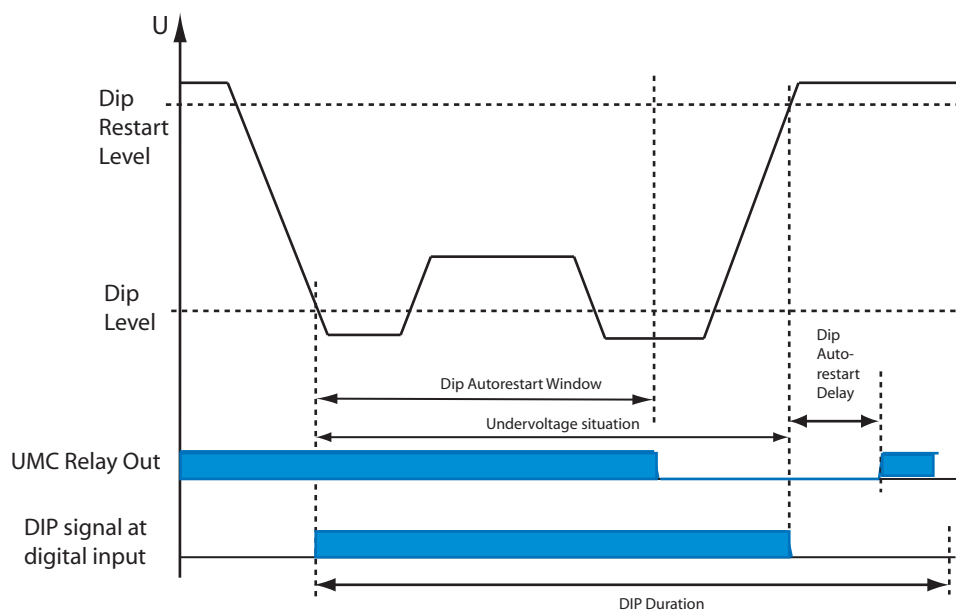 U
Dip
Restart
Level
Dip
Level
Dip
Auto-
restart
Delay
Dip Autorestart Window
Undervoltage situation
UMC Relay Out
DIP signal at
digital input
DIP Duration